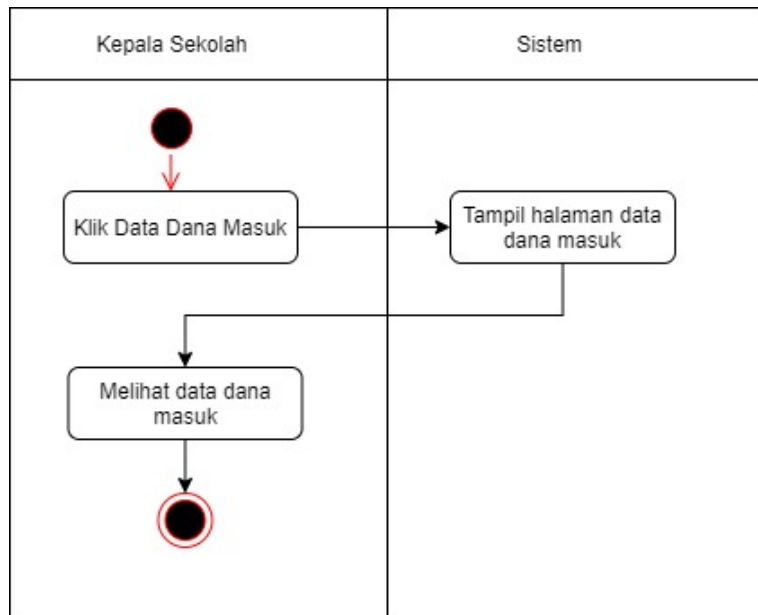 Kepala Sekolah
Sistem
Klik Data Dana Masuk
Tampil halaman data
dana masuk
Melihat data dana
masuk